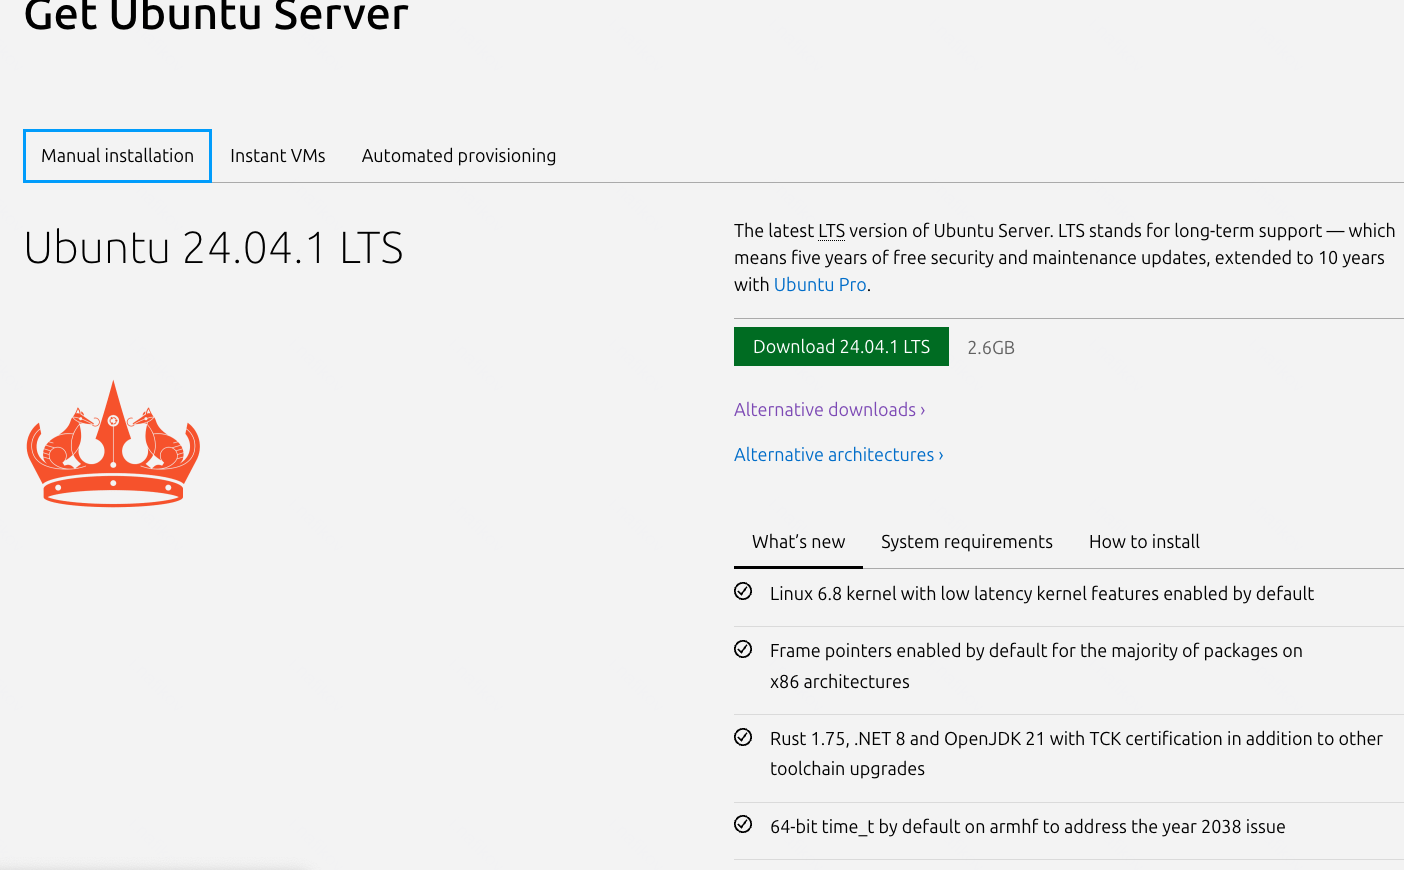 Get Ubuntu Server
Manual installation
Instant VMs
Automated provisioning
Ubuntu 24.04.1 LTS
The latest LTS version of Ubuntu Server. LTS stands for long-term support — which
means five years of free security and maintenance updates, extended to 10 years
with Ubuntu Pro.
Download 24.04.1 LTS
2.6GB
Alternative downloads ›
Alternative architectures ›
What’s new
System requirements
How to install
Linux 6.8 kernel with low latency kernel features enabled by default
Frame pointers enabled by default for the majority of packages on
x86 architectures
Rust 1.75, .NET 8 and OpenJDK 21 with TCK certification in addition to other
toolchain upgrades
64-bit time_t by default on armhf to address the year 2038 issue